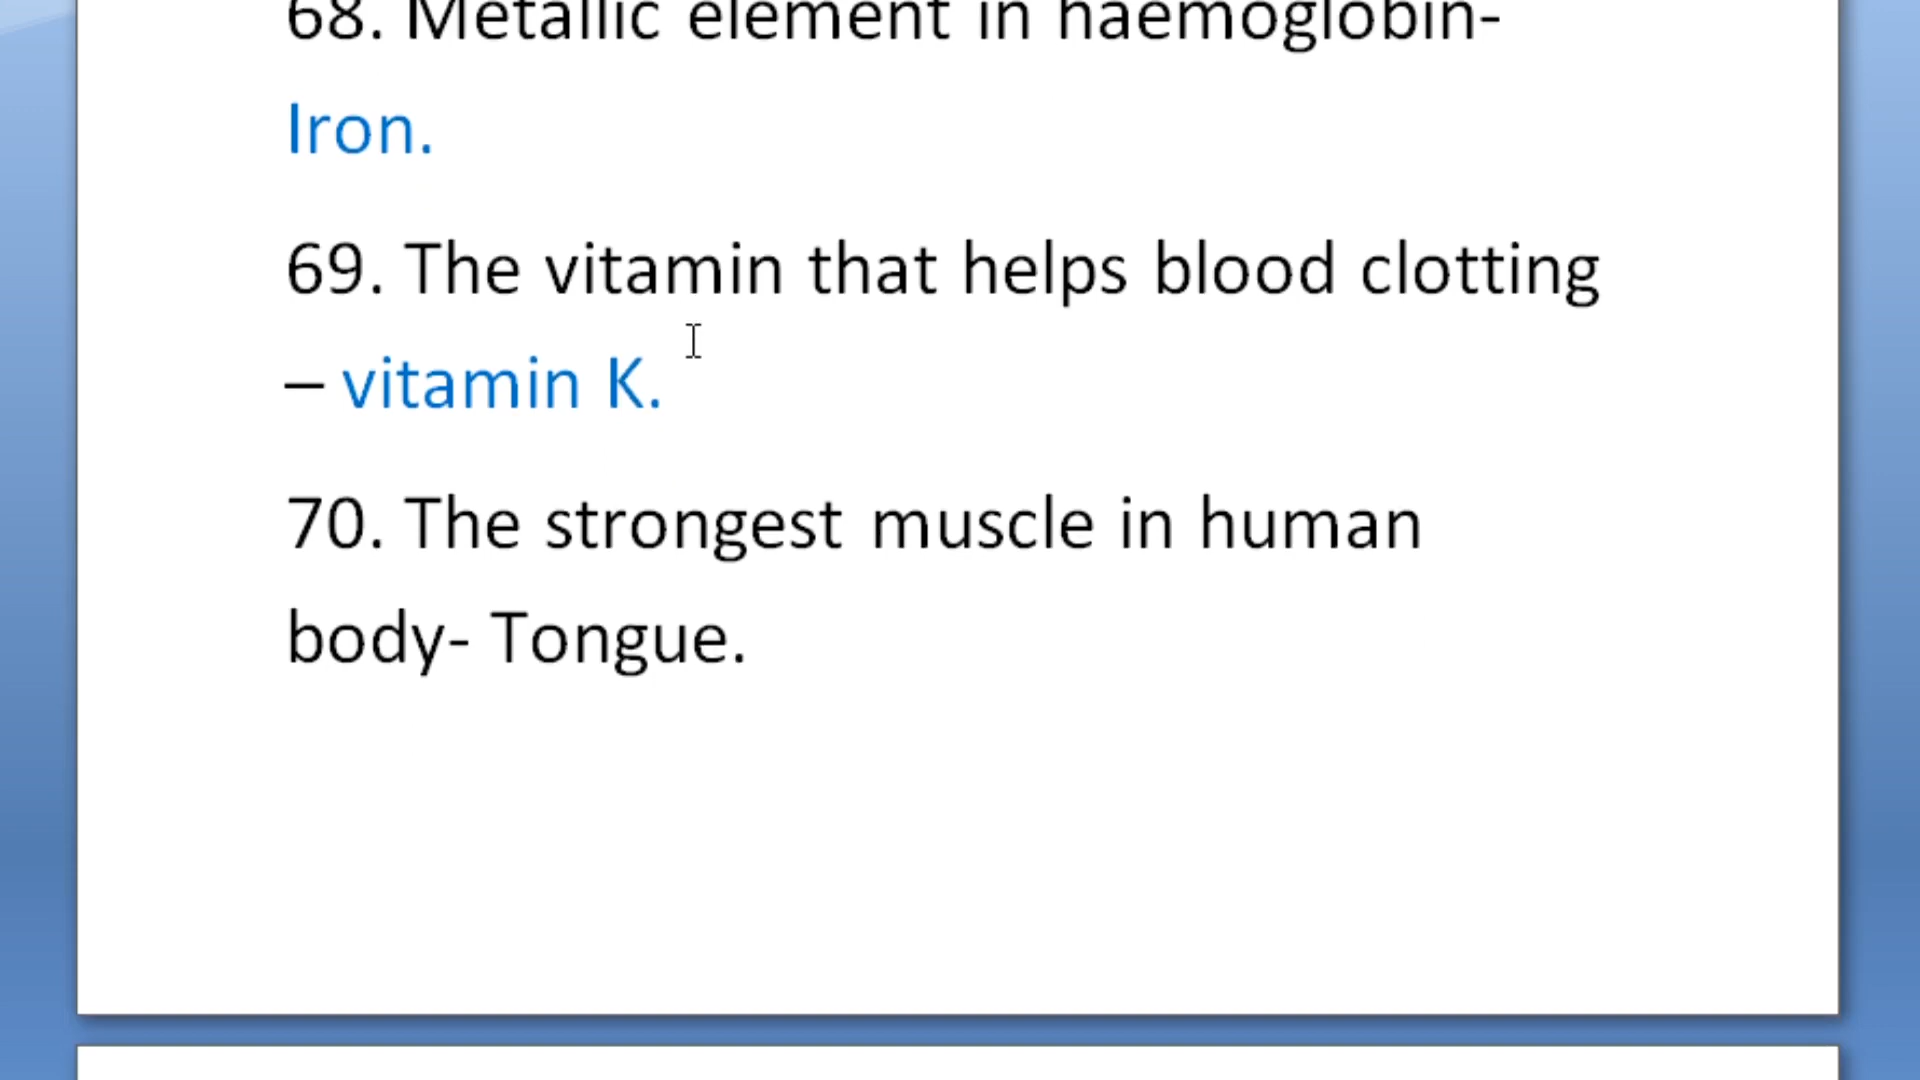 68. Metallic element in haemoglobin-
Iron.
69. The vitamin that helps blood clotting
– vitamin K.
70. The strongest muscle in human
body- Tongue.